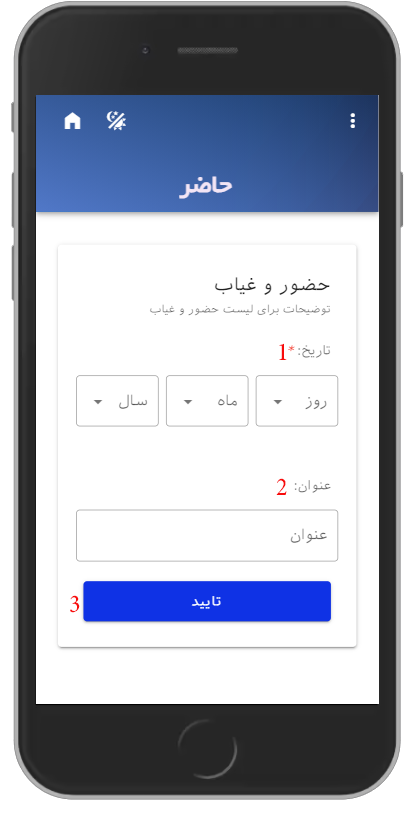 حاضر
حضور و غیاب
توضیحات برای لیست حضور و غیاب
تاریخ:* 1
روز ماه سال
عنوان: 2
عنوان
تایید 3